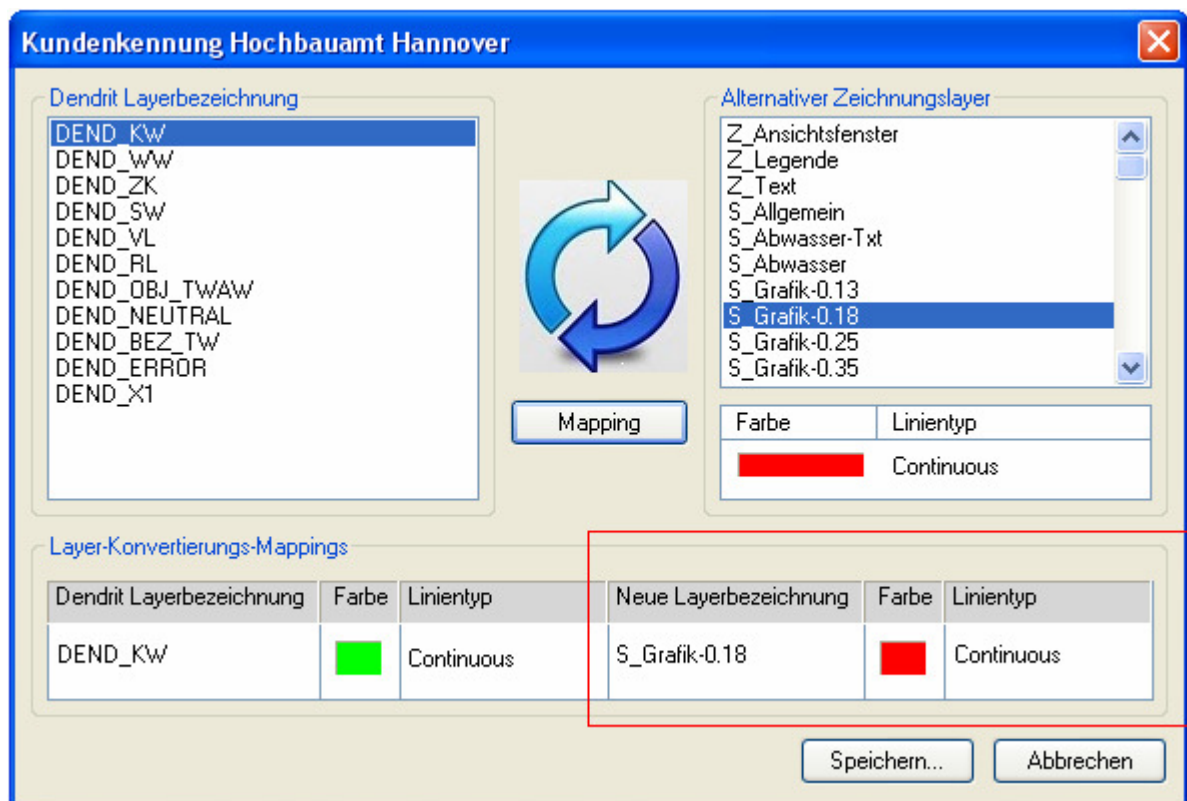 Kundenkennung Hochbauamt Hannover
Dendrit Layerbezeichnung
DEND_KW
DEND_WW
DEND_ZK
DEND_SW
DEND_VL
DEND_RL
DEND_OBJ_TWAW
DEND_NEUTRAL
DEND_BEZ_TW
DEND_ERROR
DEND_X1
Mapping
Alternativer Zeichnungslayer
Z_Ansichtsfenster
Z_Legende
Z_Text
S_Allgemein
S_Abwasser-Txt
S_Abwasser
S_Grafik-0.13
S_Grafik-0.18
S_Grafik-0.25
S_Grafik-0.35
Farbe Linientyp
Continuous
Layer-Konvertierungs-Mappings
Dendrit Layerbezeichnung Farbe Linientyp Neue Layerbezeichnung Farbe Linientyp
DEND_KW Continuous S_Grafik-0.18 Continuous
Speichern... Abbrechen